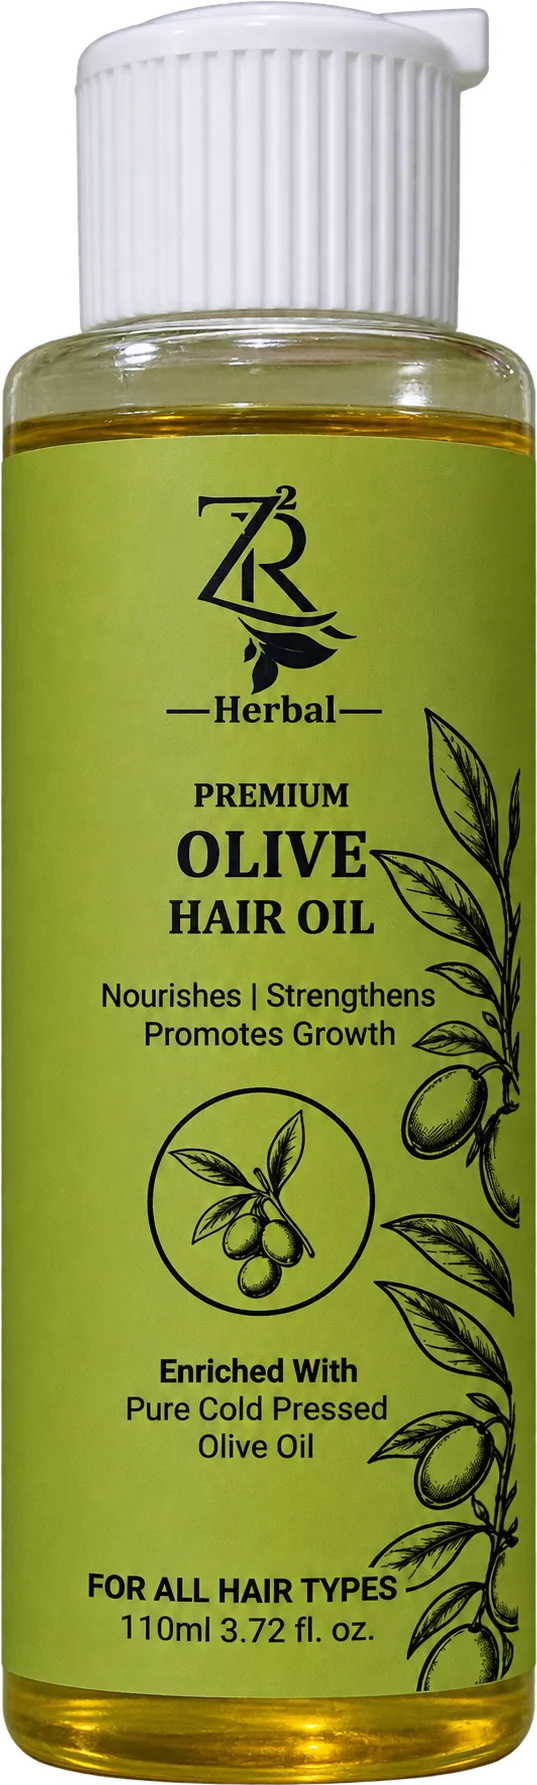 ZR²
Herbal
PREMIUM
OLIVE
HAIR OIL
Nourishes | Strengthens
Promotes Growth
Enriched With
Pure Cold Pressed
Olive Oil
FOR ALL HAIR TYPES
110ml 3.72 fl. oz.